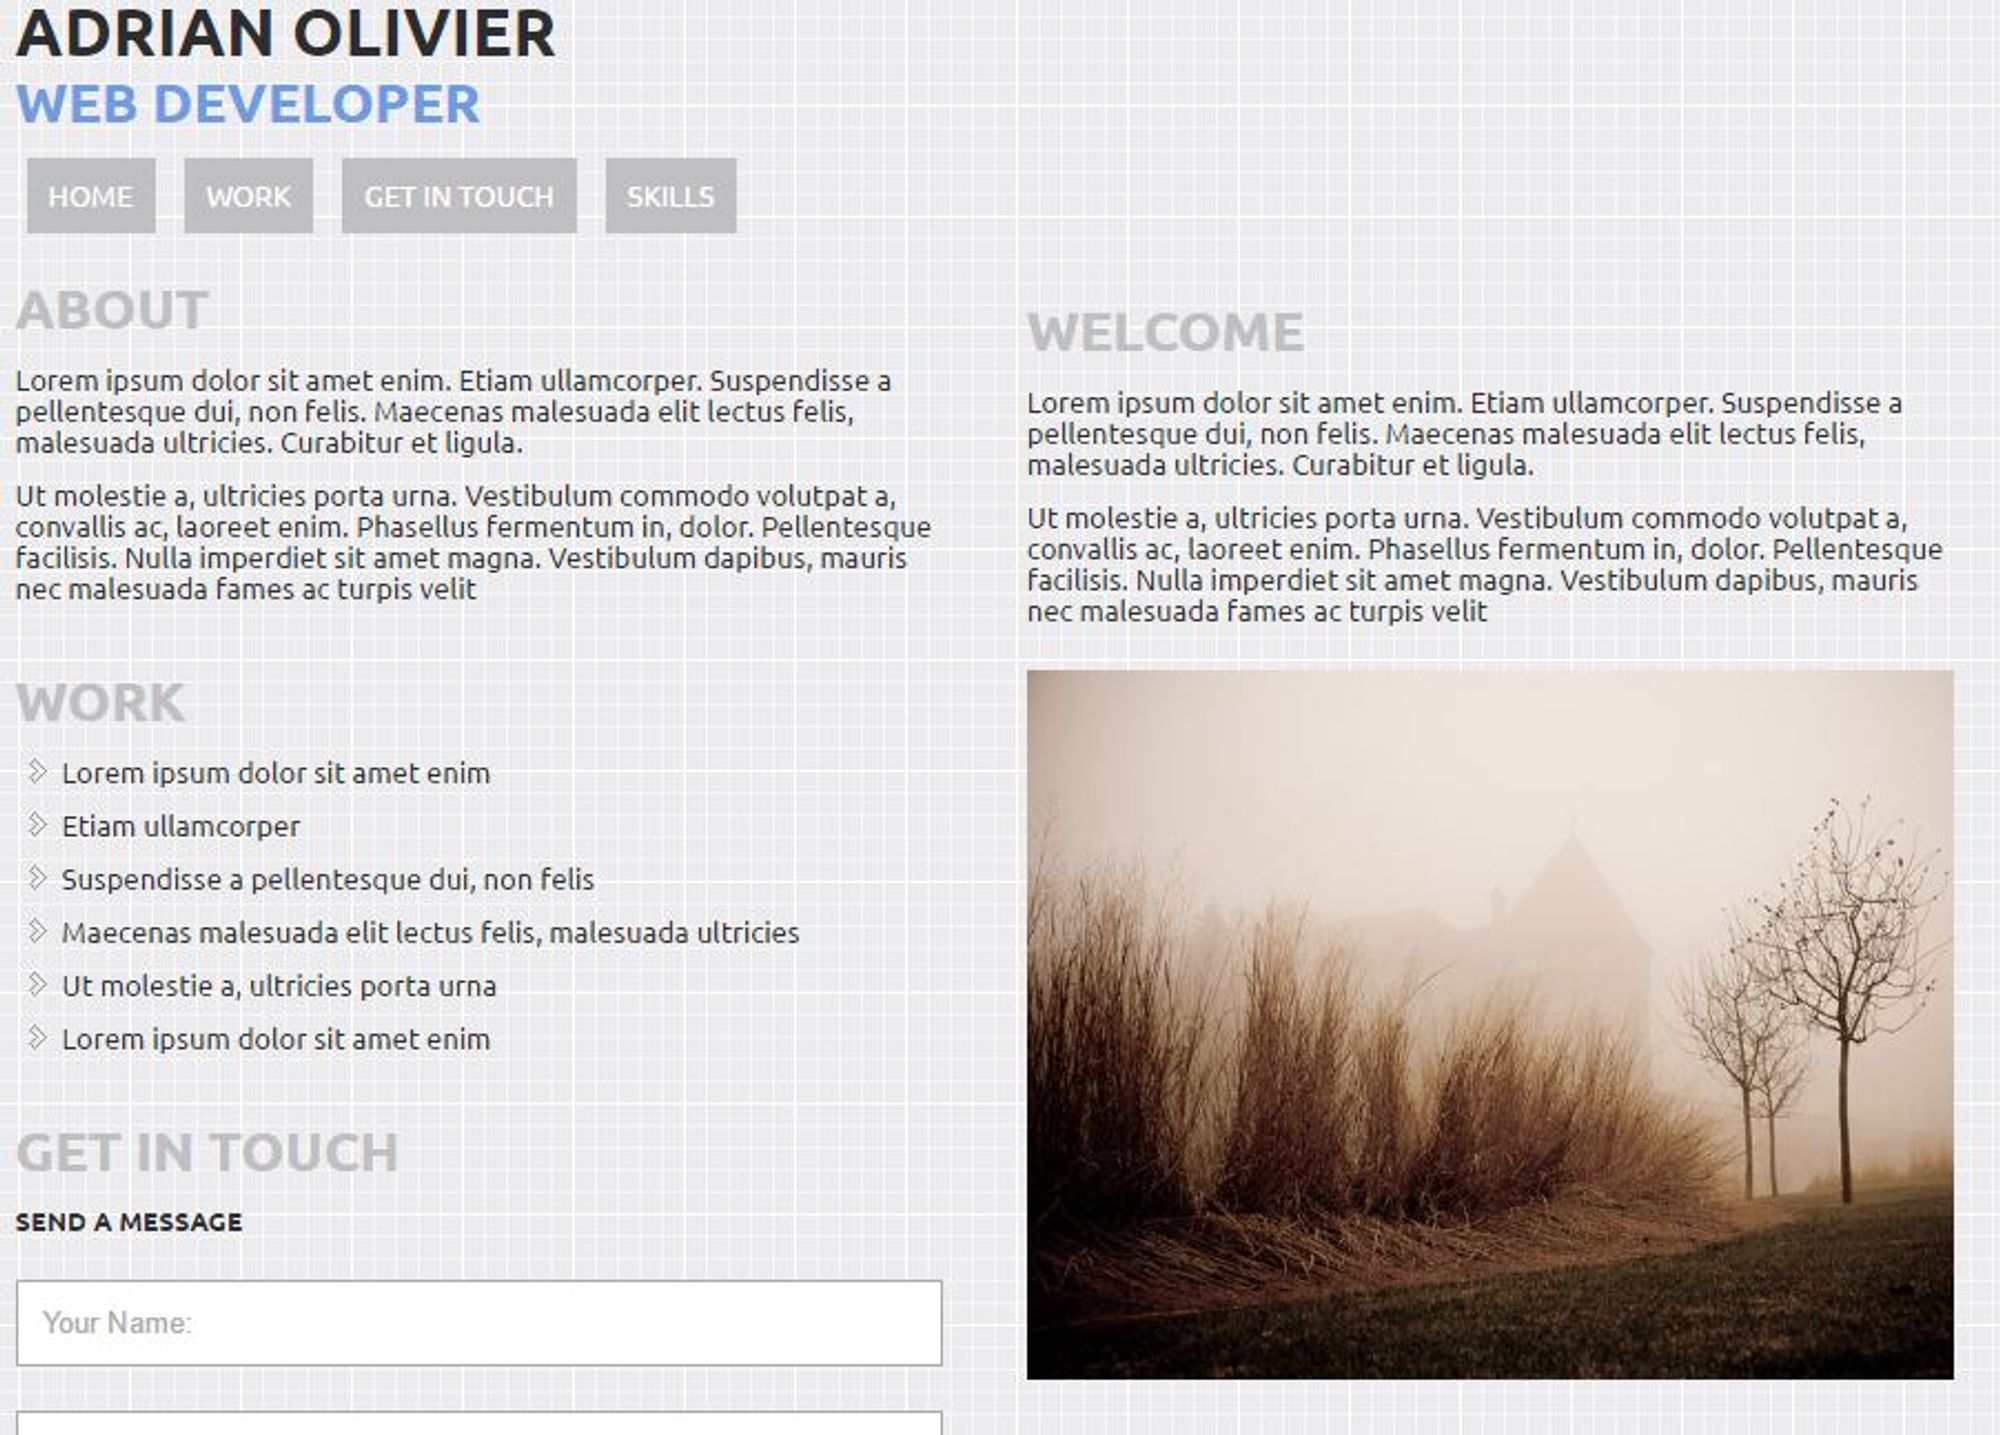 ADRIAN OLIVIER
WEB DEVELOPER
HOME WORK GET IN TOUCH SKILLS
ABOUT
Lorem ipsum dolor sit amet enim. Etiam ullamcorper. Suspendisse a
pellentesque dui, non felis. Maecenas malesuada elit lectus felis,
malesuada ultricies. Curabitur et ligula.
Ut molestie a, ultricies porta urna. Vestibulum commodo volutpat a,
convallis ac, laoreet enim. Phasellus fermentum in, dolor. Pellentesque
facilisis. Nulla imperdiet sit amet magna. Vestibulum dapibus, mauris
nec malesuada fames ac turpis velit
WORK
Lorem ipsum dolor sit amet enim
Etiam ullamcorper
Suspendisse a pellentesque dui, non felis
Maecenas malesuada elit lectus felis, malesuada ultricies
Ut molestie a, ultricies porta urna
Lorem ipsum dolor sit amet enim
GET IN TOUCH
SEND A MESSAGE
Your Name:
WELCOME
Lorem ipsum dolor sit amet enim. Etiam ullamcorper. Suspendisse a
pellentesque dui, non felis. Maecenas malesuada elit lectus felis,
malesuada ultricies. Curabitur et ligula.
Ut molestie a, ultricies porta urna. Vestibulum commodo volutpat a,
convallis ac, laoreet enim. Phasellus fermentum in, dolor. Pellentesque
facilisis. Nulla imperdiet sit amet magna. Vestibulum dapibus, mauris
nec malesuada fames ac turpis velit